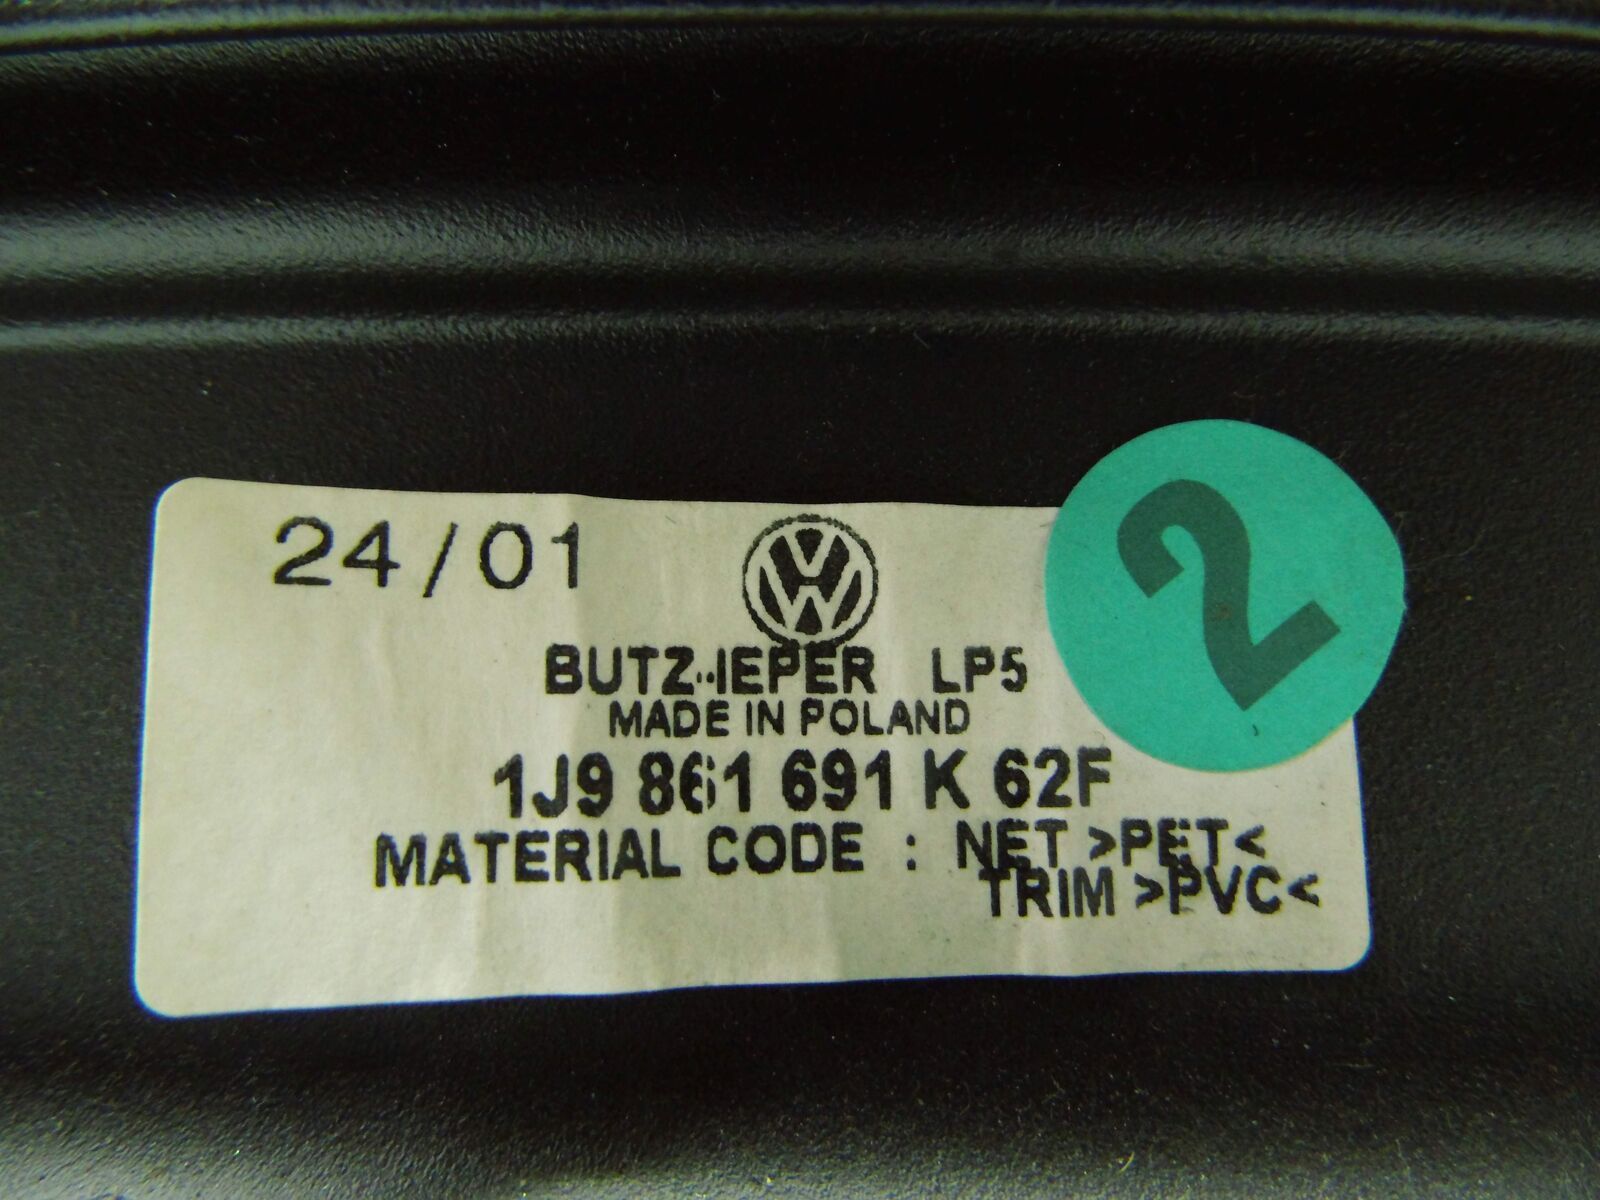 24/01
VW
2
BUTZ-IEPER LP5
MADE IN POLAND
1J9 861 691 K 62F
MATERIAL CODE : NET >PET<
TRIM >PVC<